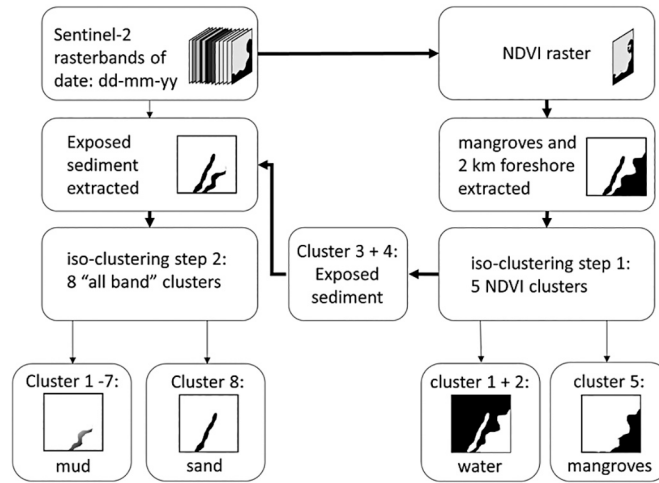 Sentinel-2
rasterbands of
date: dd-mm-yy
NDVI raster
Exposed
sediment
extracted
mangroves and
2 km foreshore
extracted
iso-clustering step 2:
8 “all band” clusters
Cluster 3 + 4:
Exposed
sediment
iso-clustering step 1:
5 NDVI clusters
Cluster 1 -7:
mud
Cluster 8:
sand
cluster 1 + 2:
water
cluster 5:
mangroves